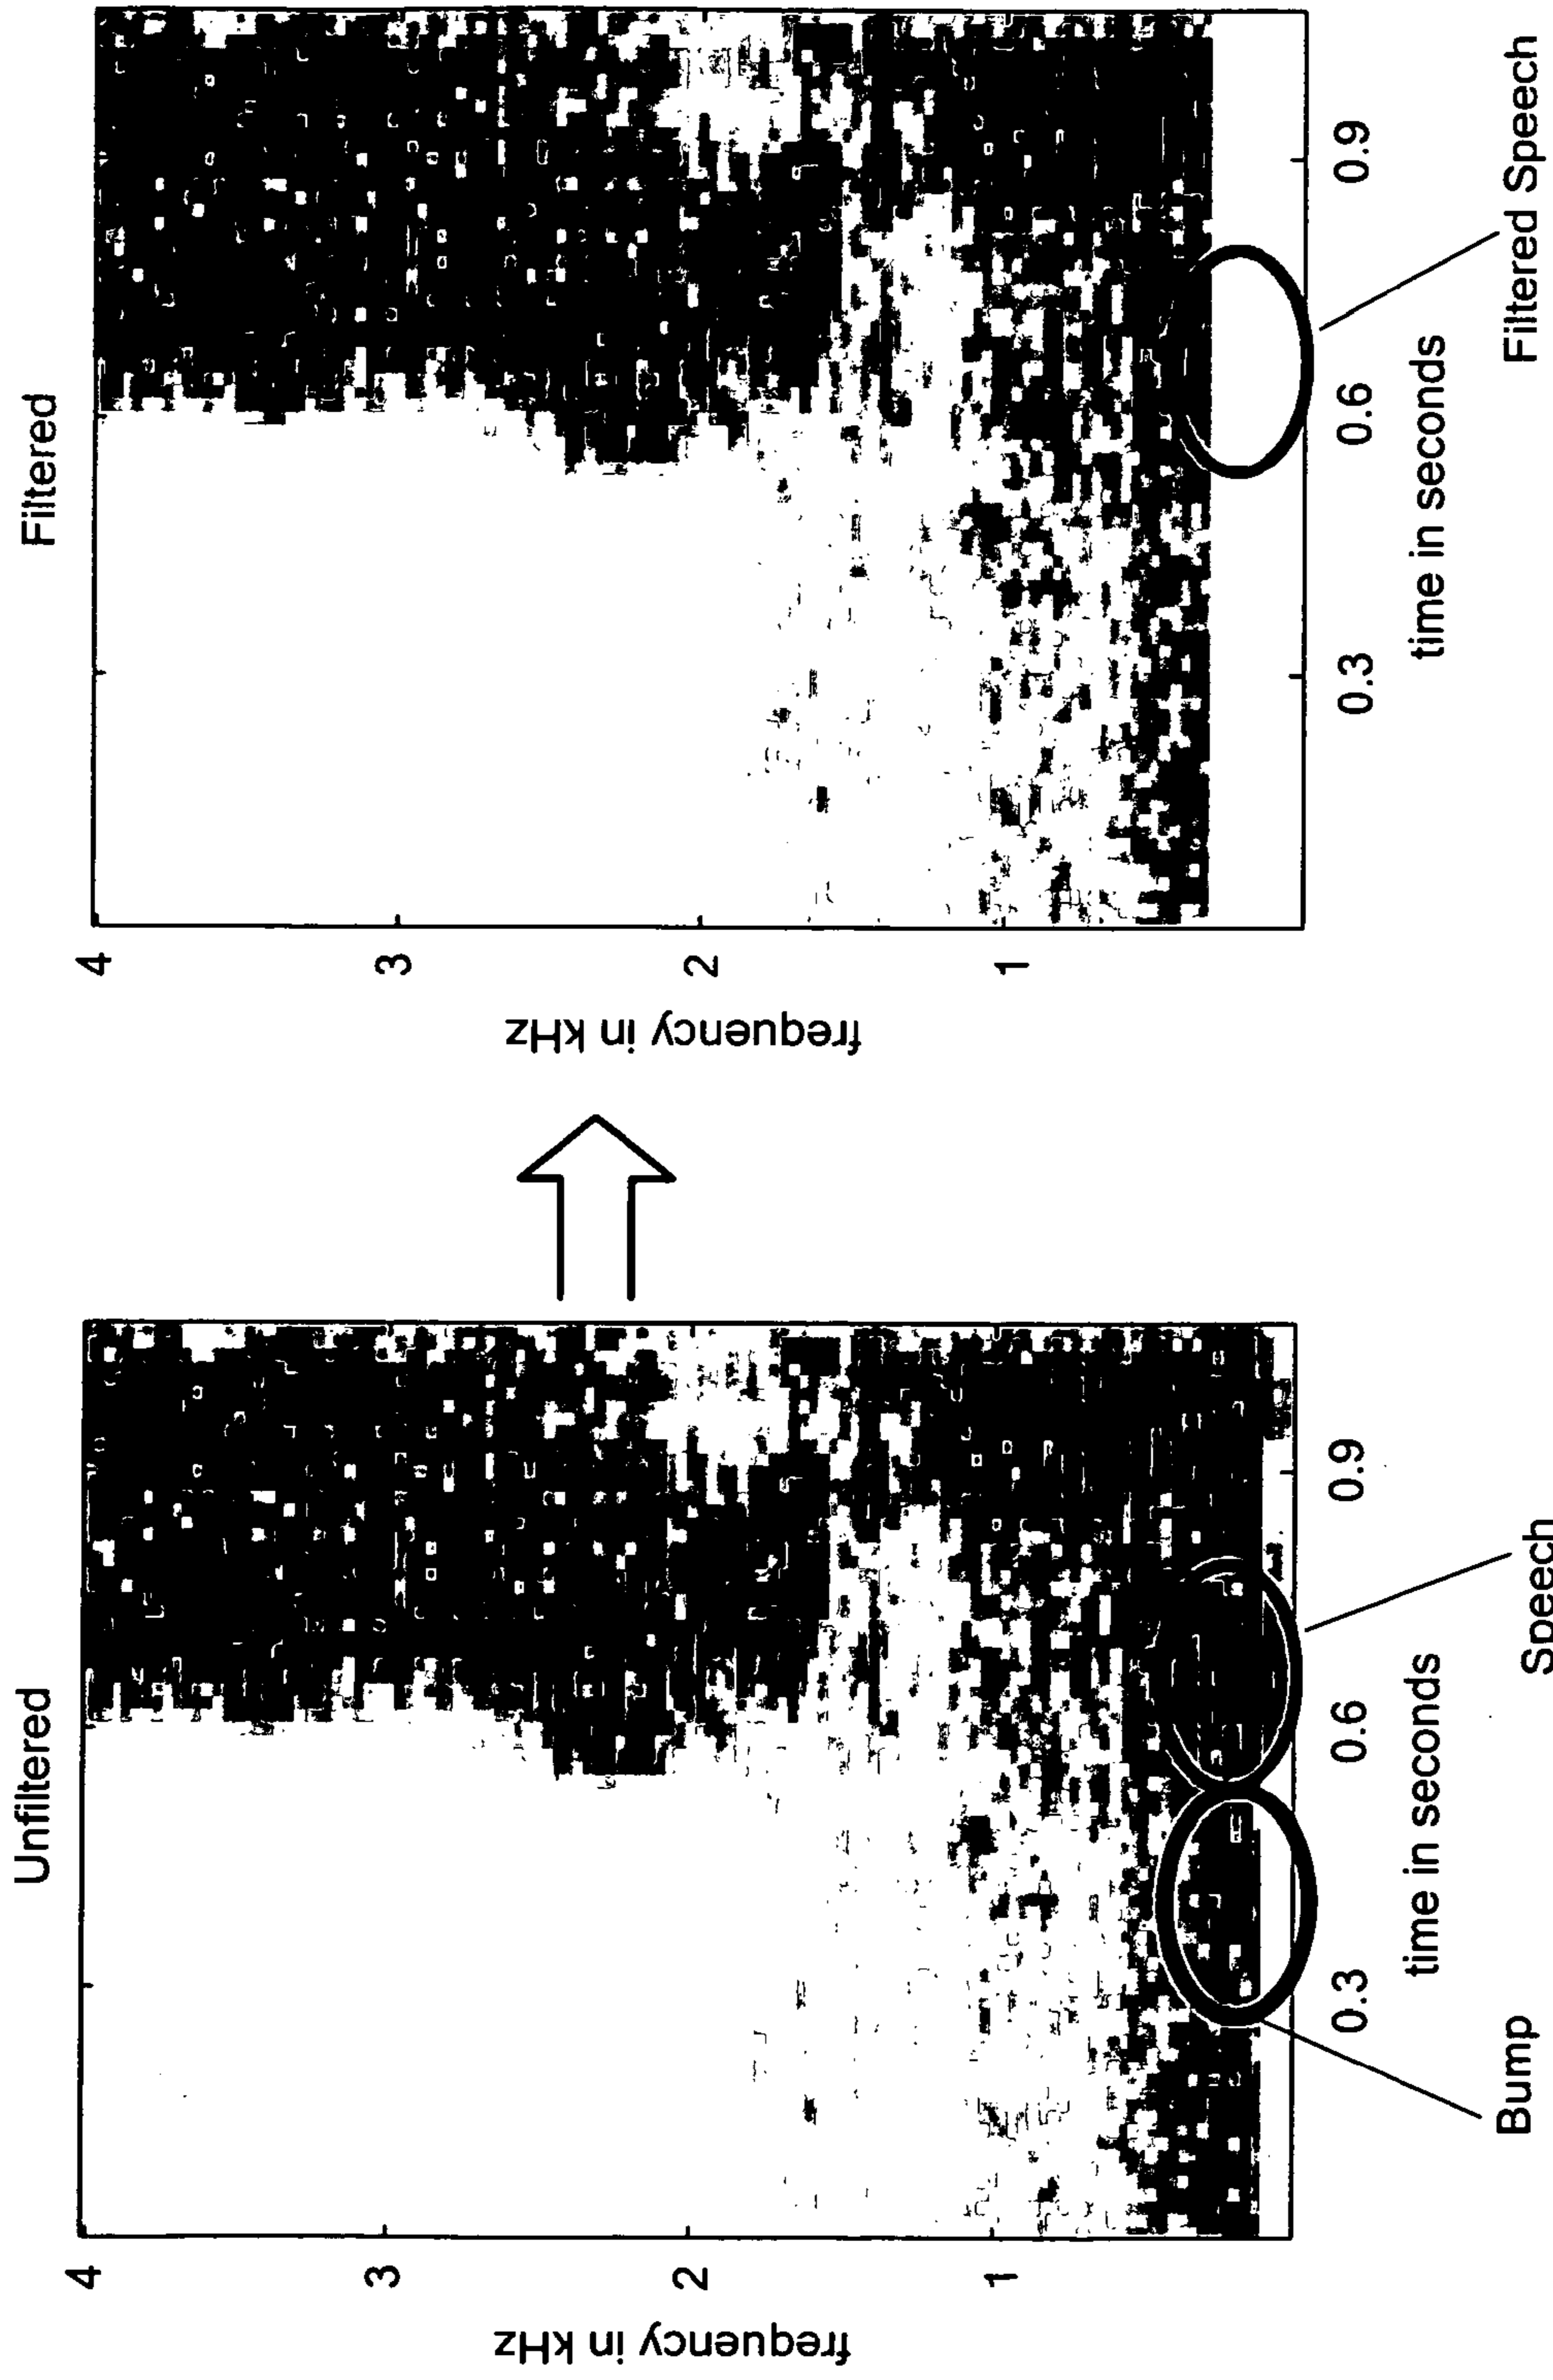 Unfiltered
frequency in kHz
4
3
2
1
0.3
0.6
0.9
time in seconds
Bump
Speech
Filtered
frequency in kHz
4
3
2
1
0.3
0.6
0.9
time in seconds
Filtered Speech